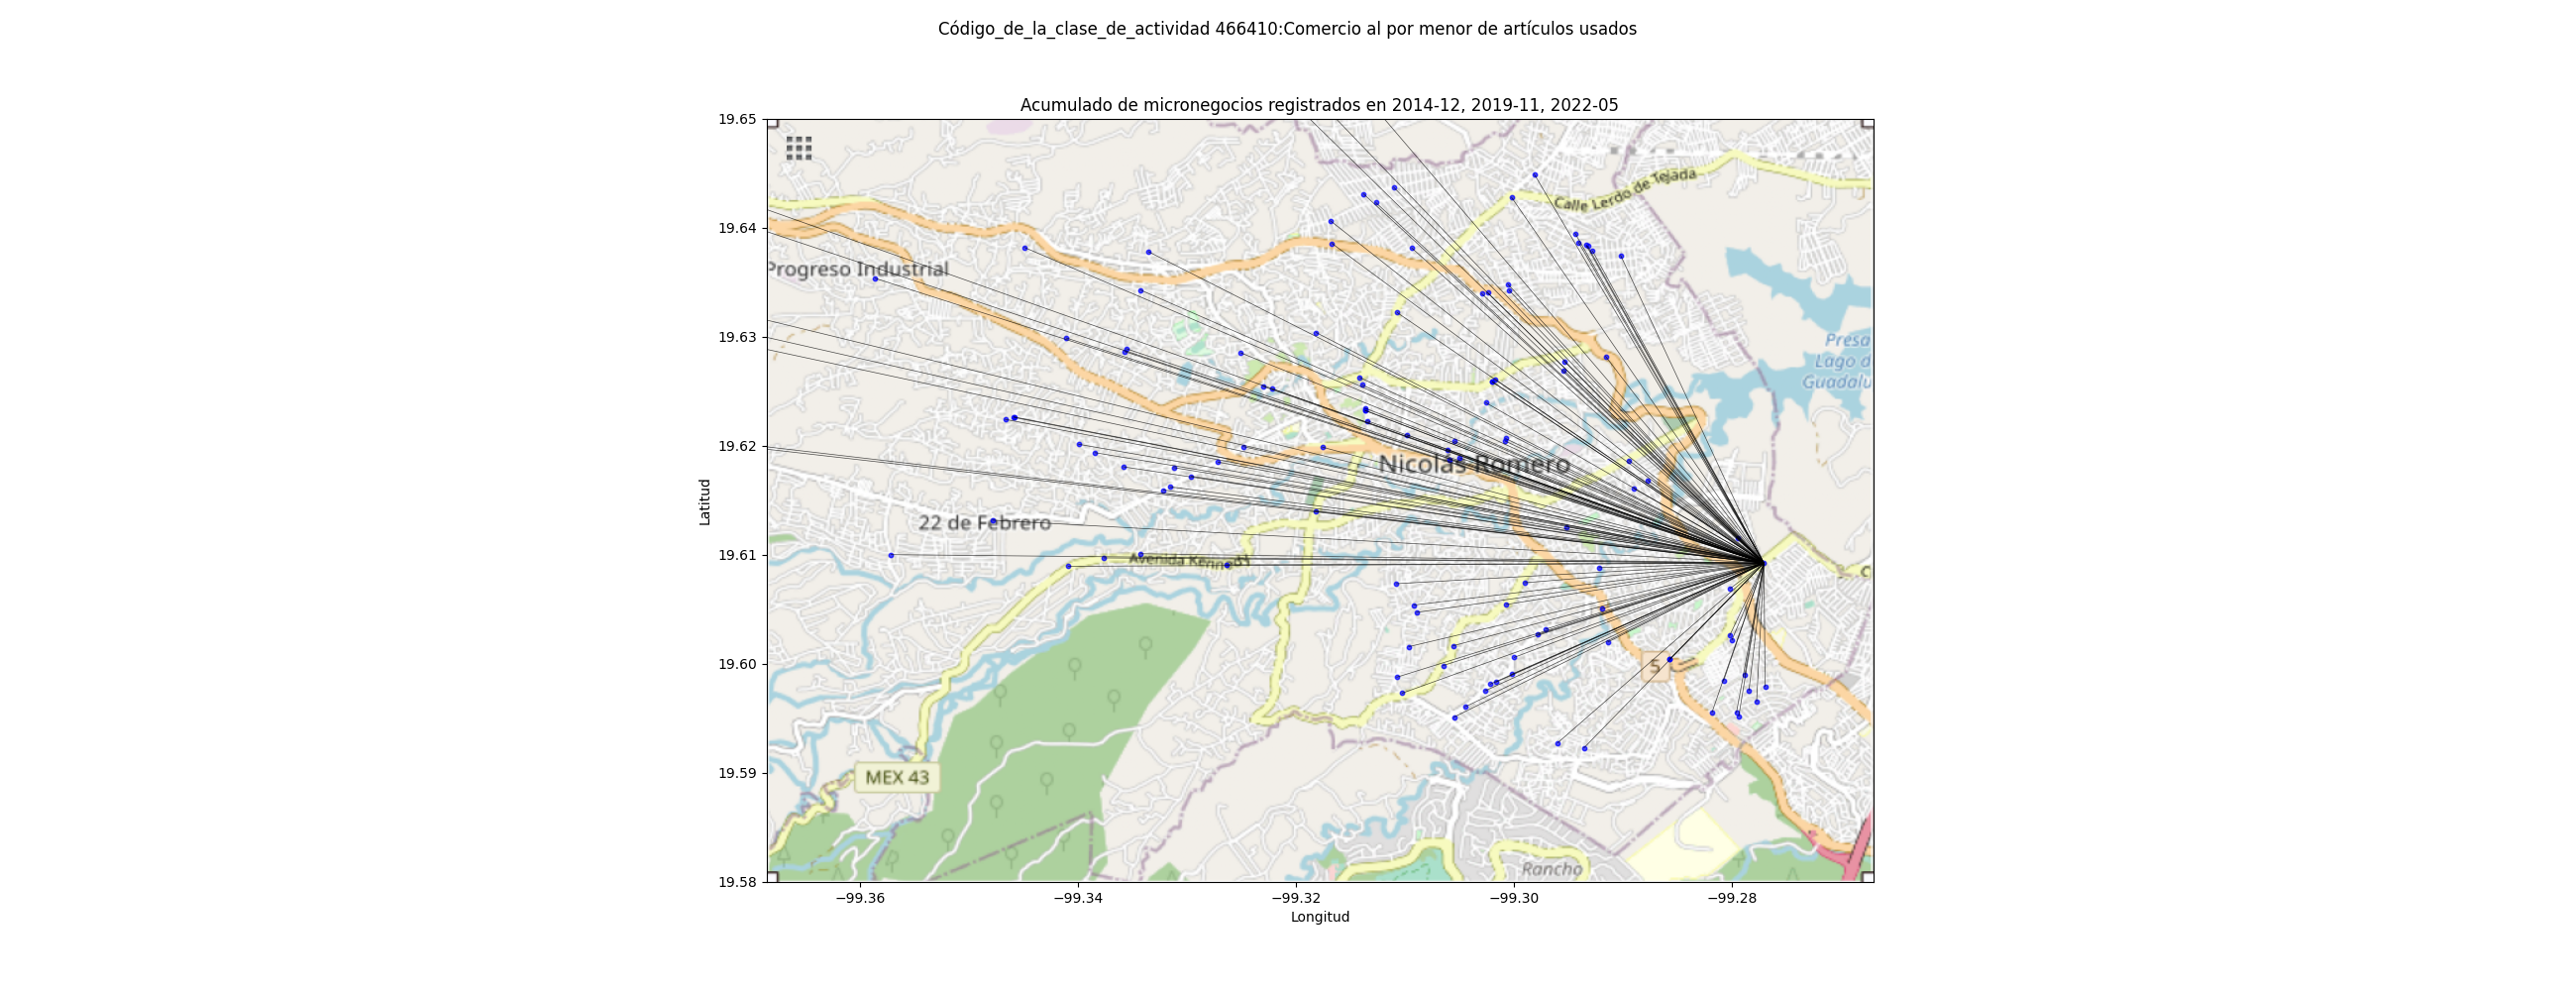 Código_de_la_clase_de_actividad 466410:Comercio al por menor de artículos usados
Acumulado de micronegocios registrados en 2014-12, 2019-11, 2022-05
19.65
19.64
19.63
19.62
19.61
19.60
19.59
19.58
Latitud
Calle Lerdo de Tejada
Progreso Industrial
Presa
Lago d
Guadalu
Nicolás Romero
22 de Febrero
Avenida Kennedy
C
5
MEX 43
Rancho
−99.36
−99.34
−99.32
−99.30
−99.28
Longitud